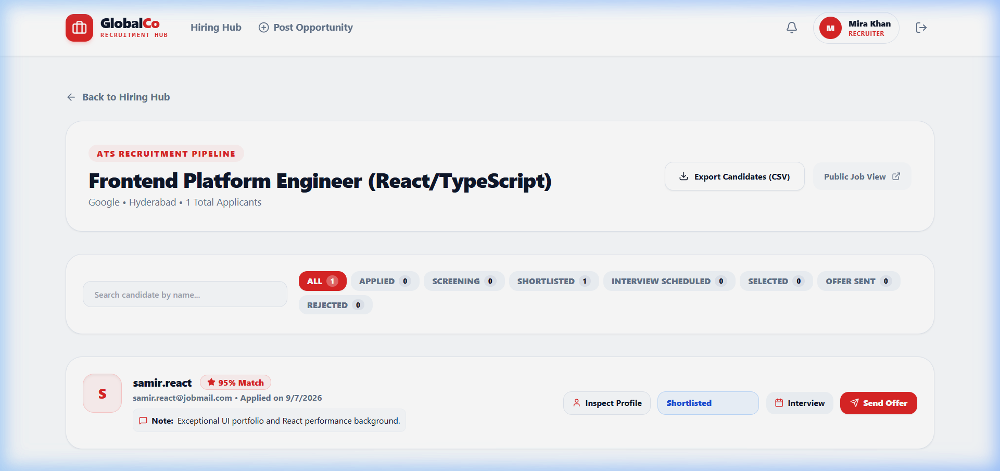 GlobalCo
RECRUITMENT HUB
Hiring Hub
Post Opportunity
M
Mira Khan
RECRUITER
Back to Hiring Hub
ATS RECRUITMENT PIPELINE
Frontend Platform Engineer (React/TypeScript)
Google • Hyderabad • 1 Total Applicants
Export Candidates (CSV)
Public Job View
Search candidate by name...
ALL 1
APPLIED 0
SCREENING 0
SHORTLISTED 1
INTERVIEW SCHEDULED 0
SELECTED 0
OFFER SENT 0
REJECTED 0
S
samir.react
95% Match
samir.react@jobmail.com • Applied on 9/7/2026
Note: Exceptional UI portfolio and React performance background.
Inspect Profile
Shortlisted
Interview
Send Offer